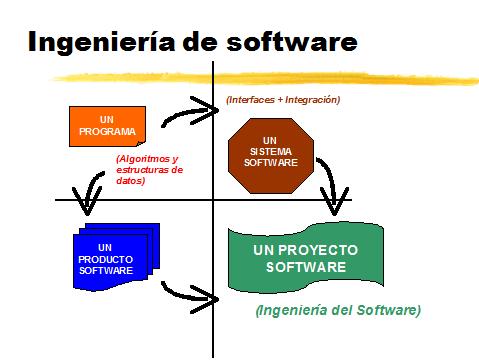 Ingeniería de software
UN
PROGRAMA
(Interfaces + Integración)
(Algoritmos y
estructuras de
datos)
UN
SISTEMA
SOFTWARE
UN
PRODUCTO
SOFTWARE
UN PROYECTO
SOFTWARE
(Ingeniería del Software)